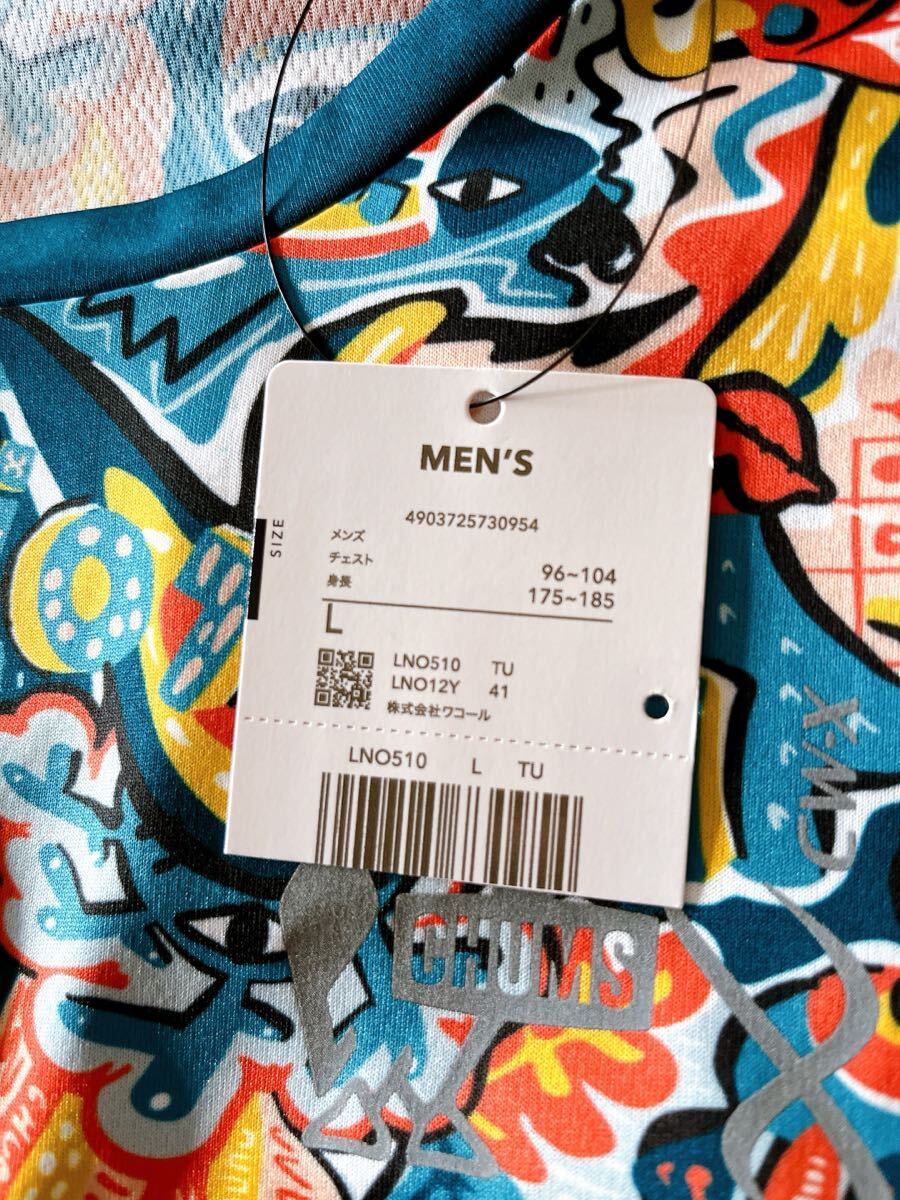 MEN'S
4903725730954
SIZE
メンズ
チェスト 96~104
身長 175~185
L
LNO510 TU
LNO12Y 41
株式会社ワコール
LNO510 L TU
CW-X
CHUMS